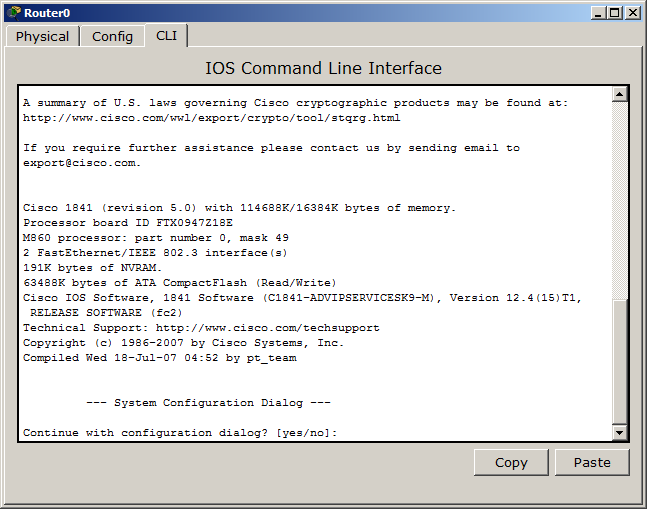 Router0
Physical Config CLI
IOS Command Line Interface
A summary of U.S. laws governing Cisco cryptographic products may be found at:
http://www.cisco.com/wwl/export/crypto/tool/stqrg.html
If you require further assistance please contact us by sending email to
export@cisco.com.
Cisco 1841 (revision 5.0) with 114688K/16384K bytes of memory.
Processor board ID FTX0947Z18E
M860 processor: part number 0, mask 49
2 FastEthernet/IEEE 802.3 interface(s)
191K bytes of NVRAM.
63488K bytes of ATA CompactFlash (Read/Write)
Cisco IOS Software, 1841 Software (C1841-ADVIPSERVICESK9-M), Version 12.4(15)T1,
RELEASE SOFTWARE (fc2)
Technical Support: http://www.cisco.com/techsupport
Copyright (c) 1986-2007 by Cisco Systems, Inc.
Compiled Wed 18-Jul-07 04:52 by pt_team
--- System Configuration Dialog ---
Continue with configuration dialog? [yes/no]:
Copy Paste